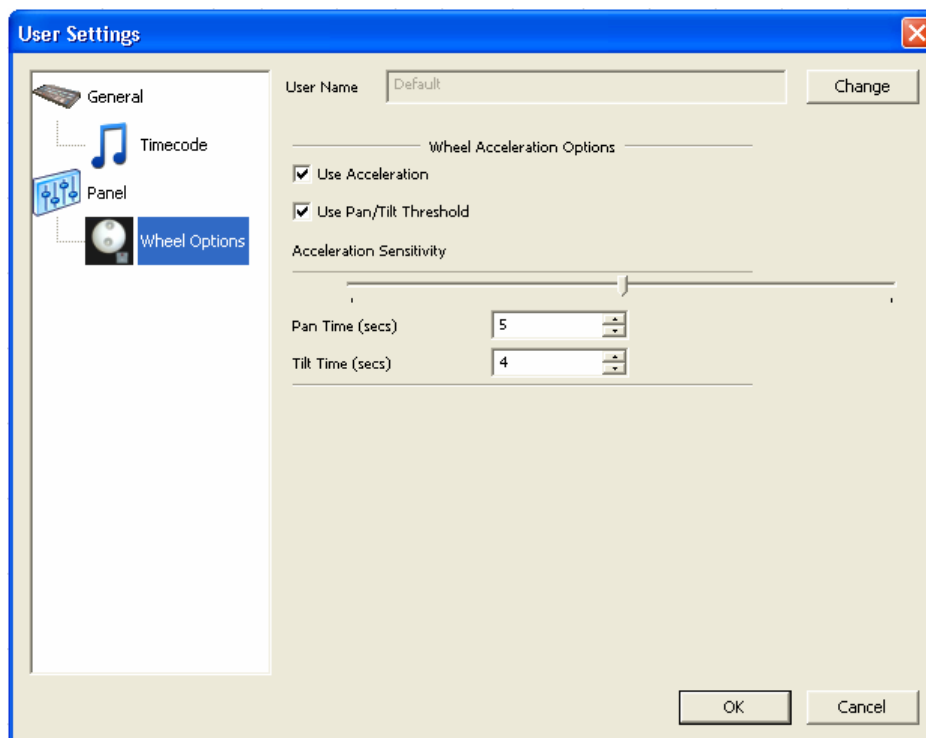 User Settings
General
Timecode
Panel
Wheel Options
User Name Default Change
Wheel Acceleration Options
Use Acceleration
Use Pan/Tilt Threshold
Acceleration Sensitivity
Pan Time (secs) 5
Tilt Time (secs) 4
OK Cancel